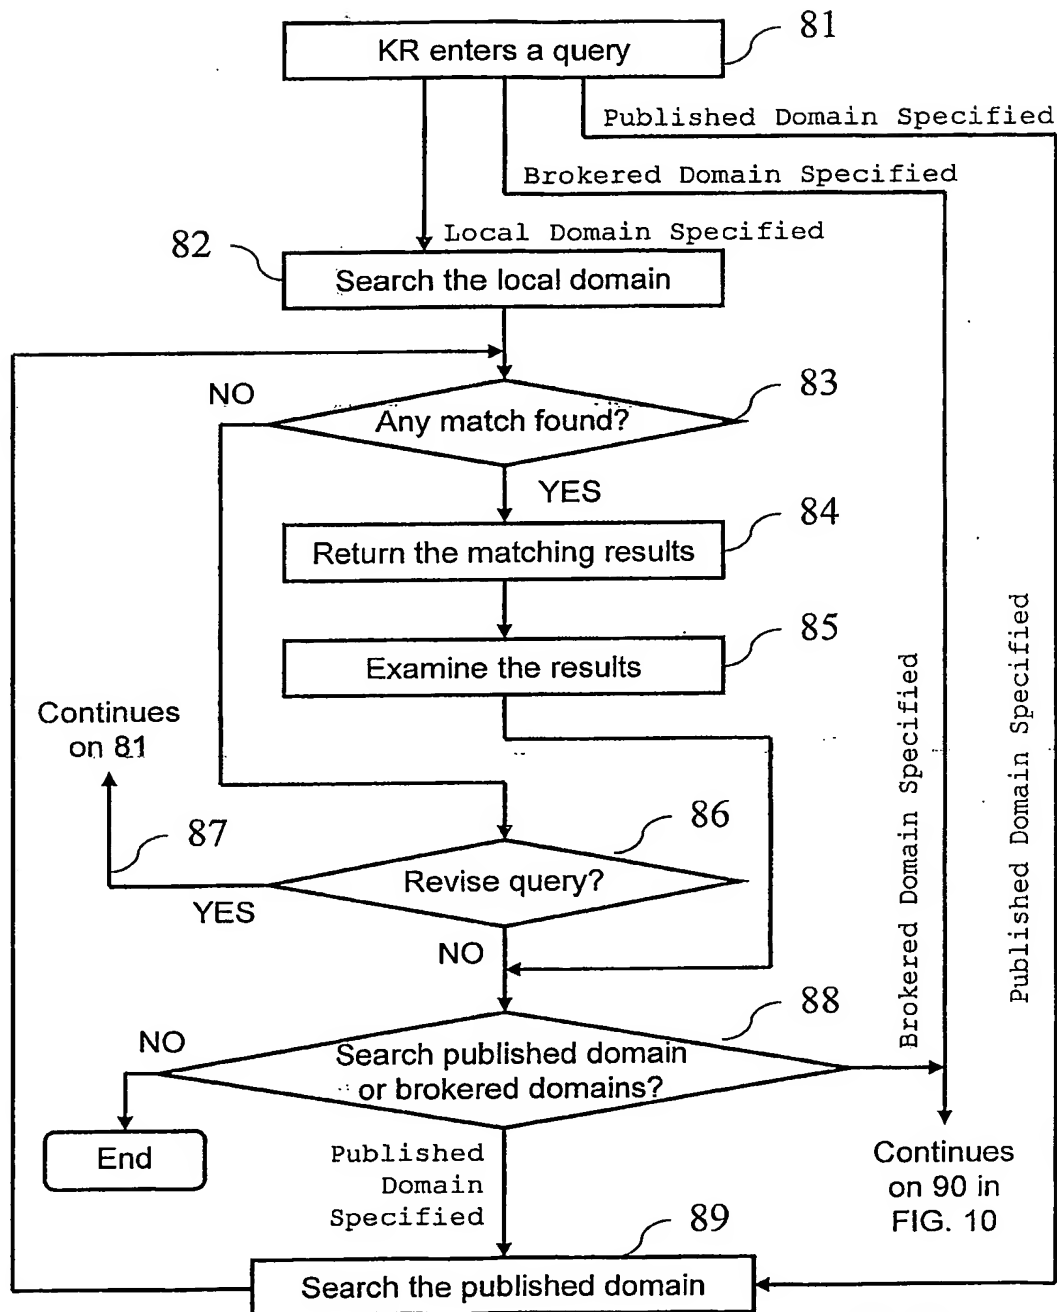 81
KR enters a query
Published Domain Specified
Brokered Domain Specified
Local Domain Specified
82
Search the local domain
NO
83
Any match found?
YES
84
Return the matching results
85
Examine the results
Continues
on 81
Brokered Domain Specified
Published Domain Specified
87
86
Revise query?
YES
NO
88
NO
Search published domain
or brokered domains?
End
Published
Domain
Specified
Continues
on 90 in
FIG. 10
89
Search the published domain